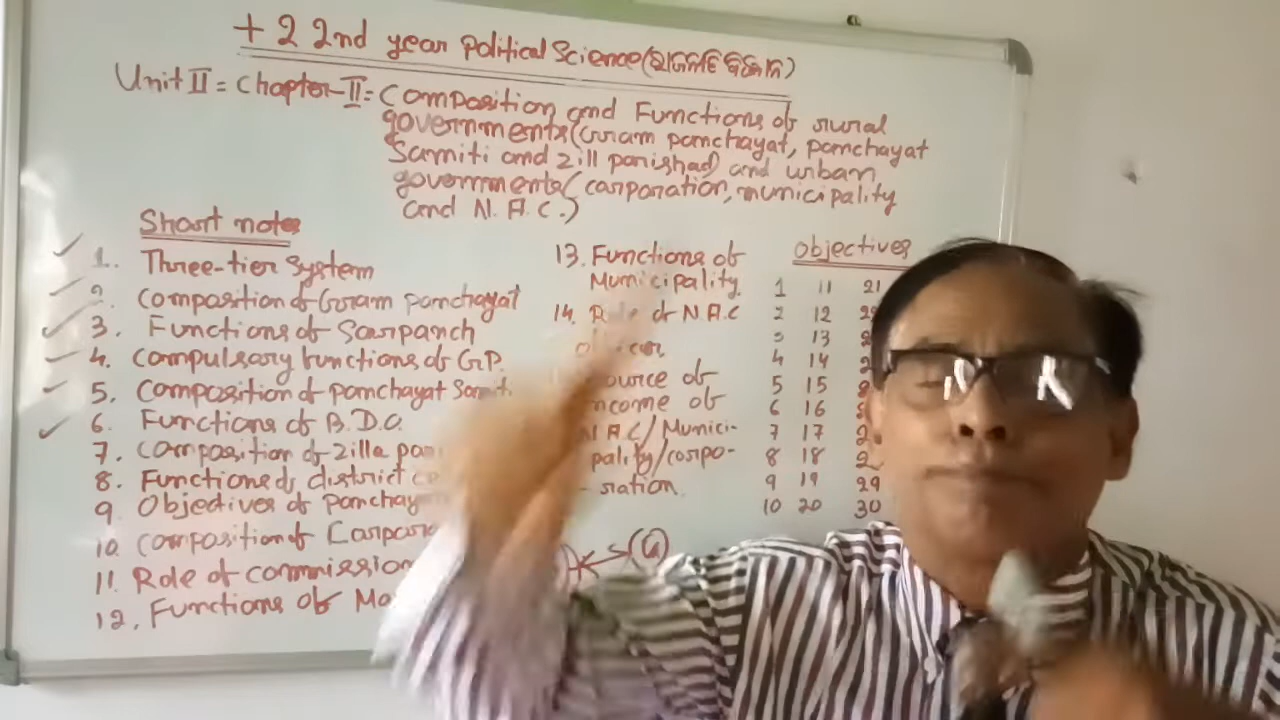 +2 2nd year Political Science (ରାଜନୀତି ବିଜ୍ଞାନ)
Unit II = Chapter-II = Composition and Functions of rural
governments (Gram panchayat, panchayat
Samiti and Zill parishad) and urban
governments (carporation, municipality
and N.A.C.)
Short notes
1. Three-tier System
2. Composition of Gram panchayat
3. Functions of Sarpanch
4. Compulsory functions of G.P.
5. Composition of panchayat
6. Functions of B.D.O.
7. Composition of Zilla
8. Functions of district
9. Objectives of
10. Composition of
11. Role of
12. Functions of
13. Functions of
Municipality
14. Role of N.A.C
of
of
N.A.C/Munici-
pality/corpo-
-ration.
(G)
Objectives
1 11 21
2 12
3 13
4 14
5 15
6 16
7 17
8 18
9 19 29
10 20 30